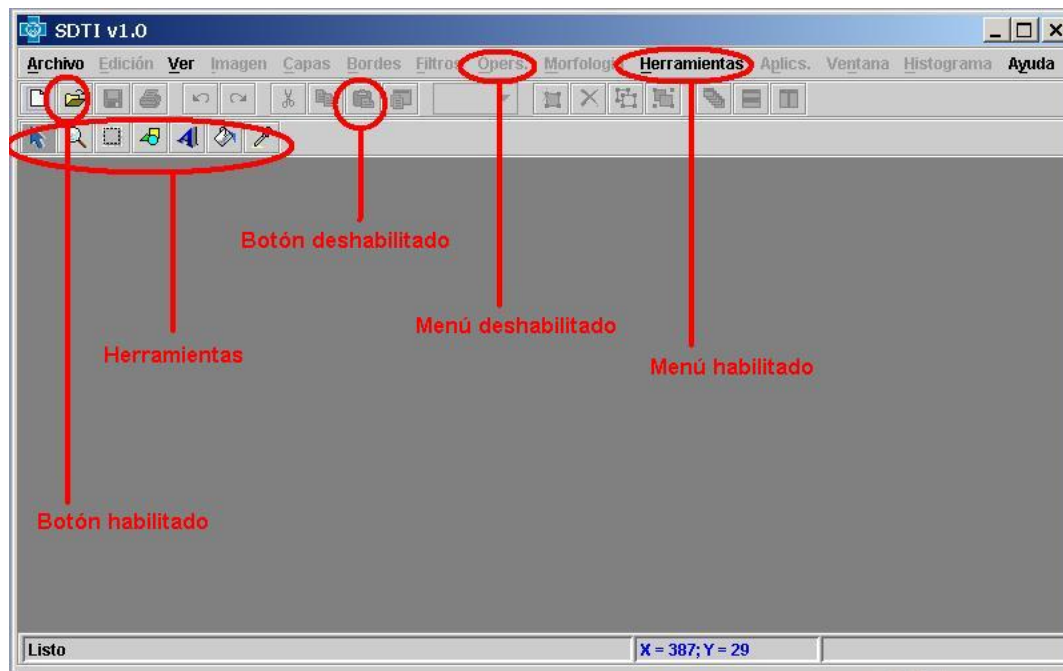 SDTI v1.0
Archivo Edición Ver Imagen Capas Bordes Filtros Opers. Morfología Herramientas Aplics. Ventana Histograma Ayuda
Botón deshabilitado
Menú deshabilitado
Herramientas
Menú habilitado
Botón habilitado
Listo
X = 387; Y = 29